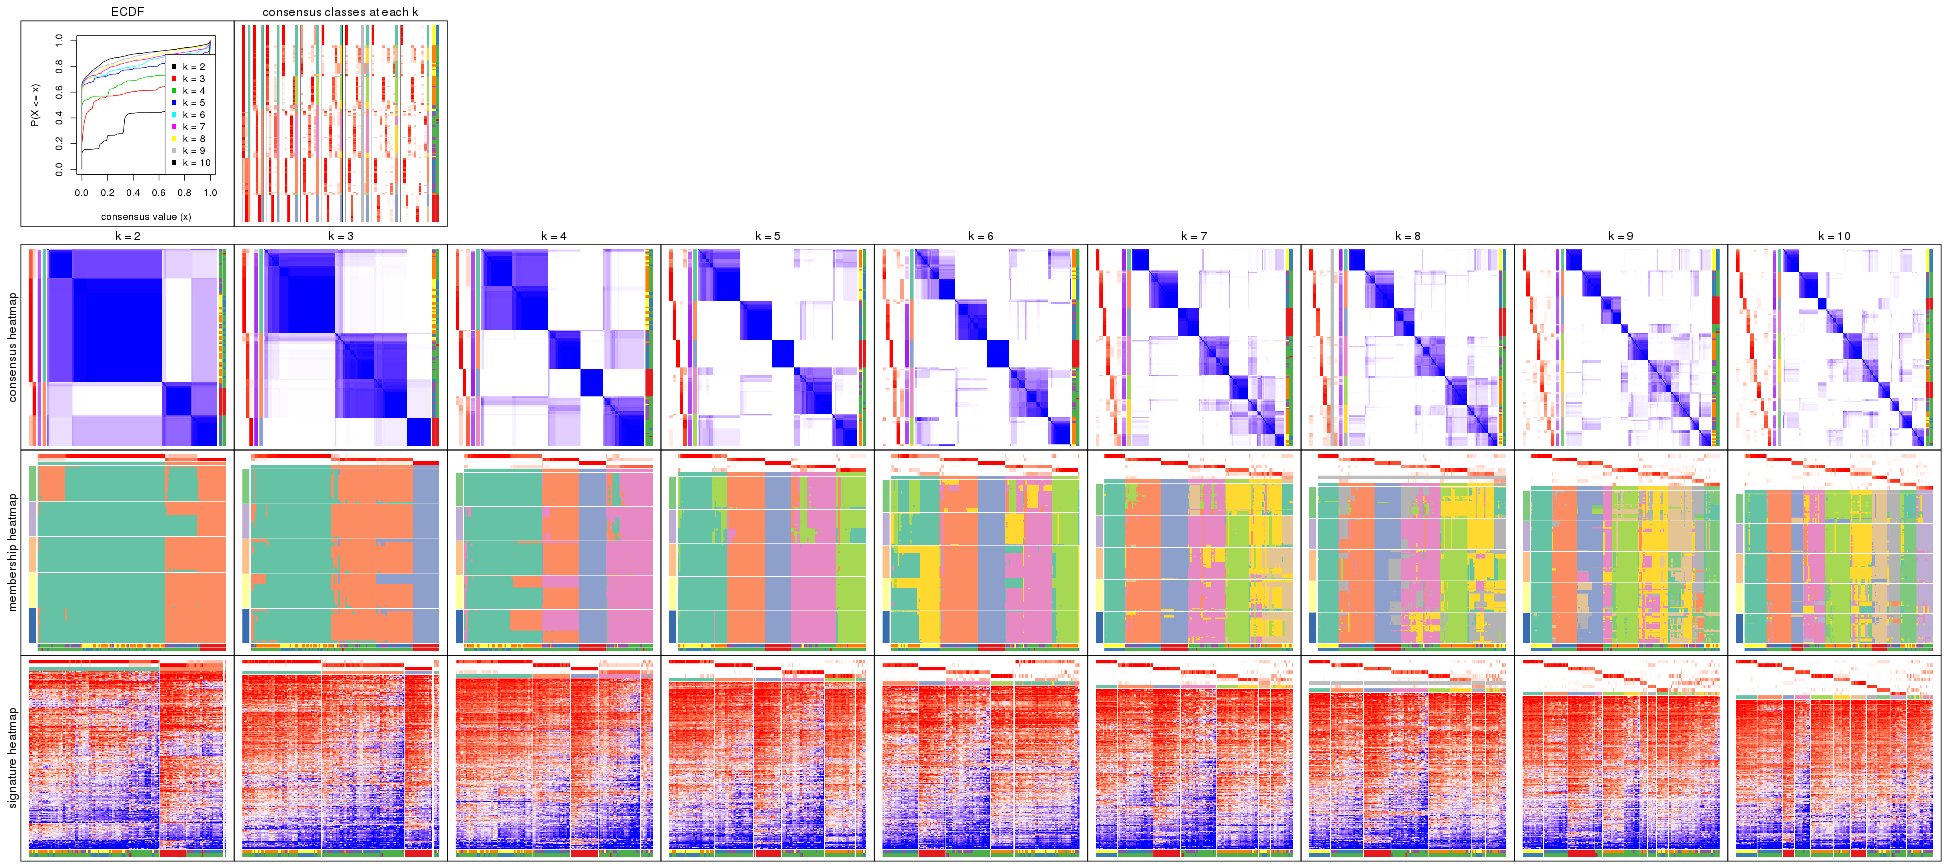 ECDF
consensus classes at each k
P(X <= x)
0.0 0.2 0.4 0.6 0.8 1.0
k = 2
k = 3
k = 4
k = 5
k = 6
k = 7
k = 8
k = 9
k = 10
0.0 0.2 0.4 0.6 0.8 1.0
consensus value (x)
k = 2
k = 3
k = 4
k = 5
k = 6
k = 7
k = 8
k = 9
k = 10
consensus heatmap
membership heatmap
signature heatmap